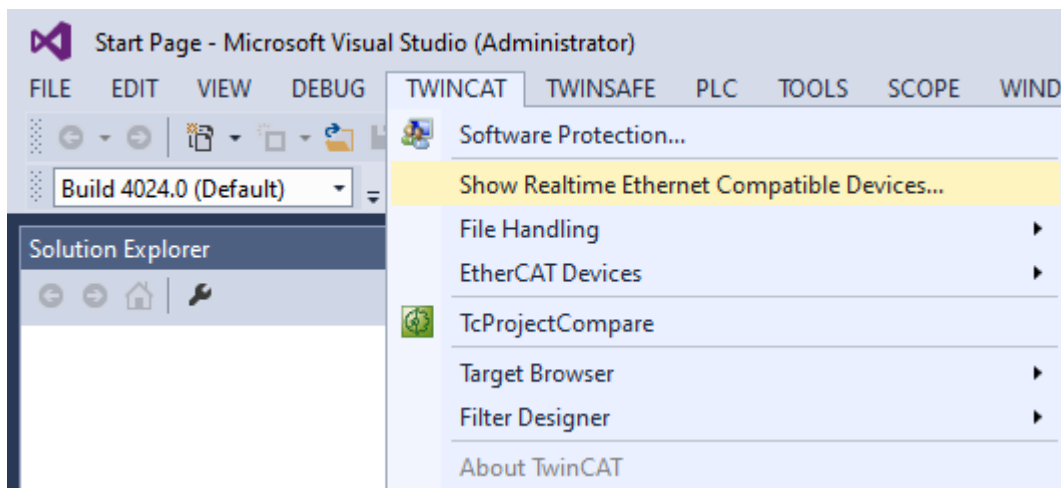 Start Page - Microsoft Visual Studio (Administrator)
FILE EDIT VIEW DEBUG TWINCAT TWINSAFE PLC TOOLS SCOPE WIND
Software Protection...
Build 4024.0 (Default)
Show Realtime Ethernet Compatible Devices...
File Handling
Solution Explorer
EtherCAT Devices
TcProjectCompare
Target Browser
Filter Designer
About TwinCAT